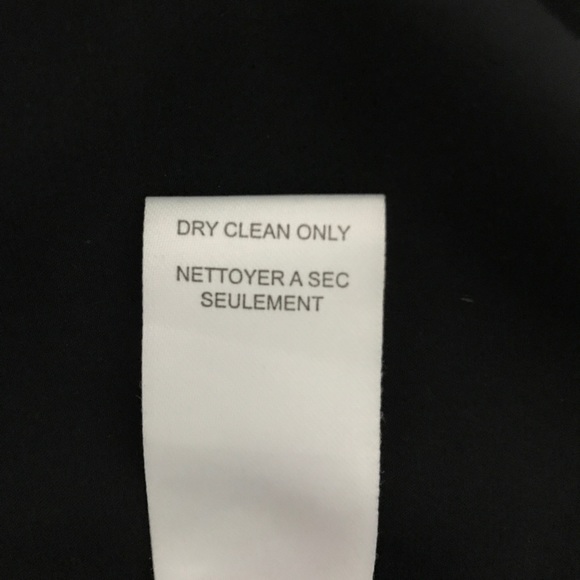 DRY CLEAN ONLY
NETTOYER A SEC
SEULEMENT